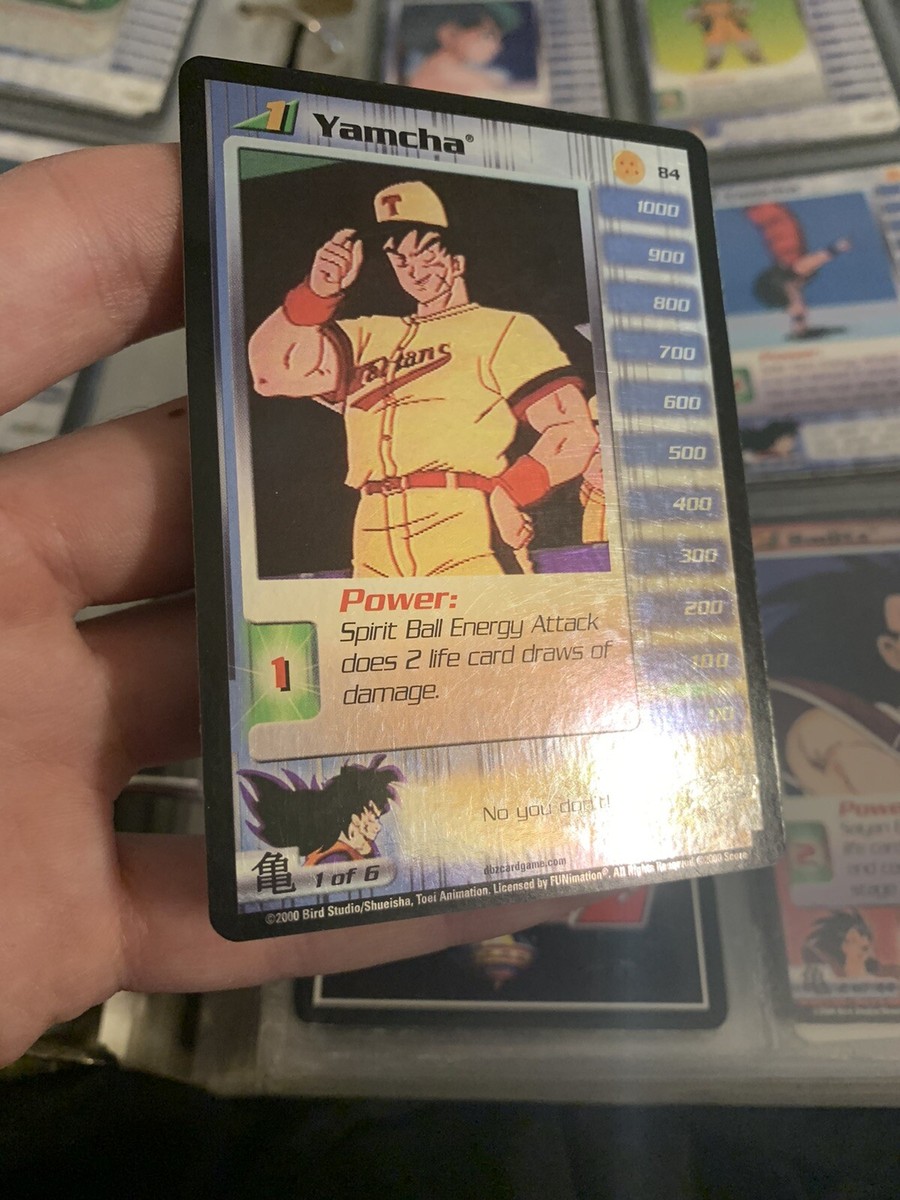 1 Yamcha®
84
1000
900
800
700
600
500
400
300
200
100
T
Power:
Spirit Ball Energy Attack
does 2 life card draws of
damage.
1
No you don't!
亀 1 of 6
dbzcardgame.com
©2000 Bird Studio/Shueisha, Toei Animation. Licensed by FUNimation®. All Rights Reserved ©2000 Score
Power:
2